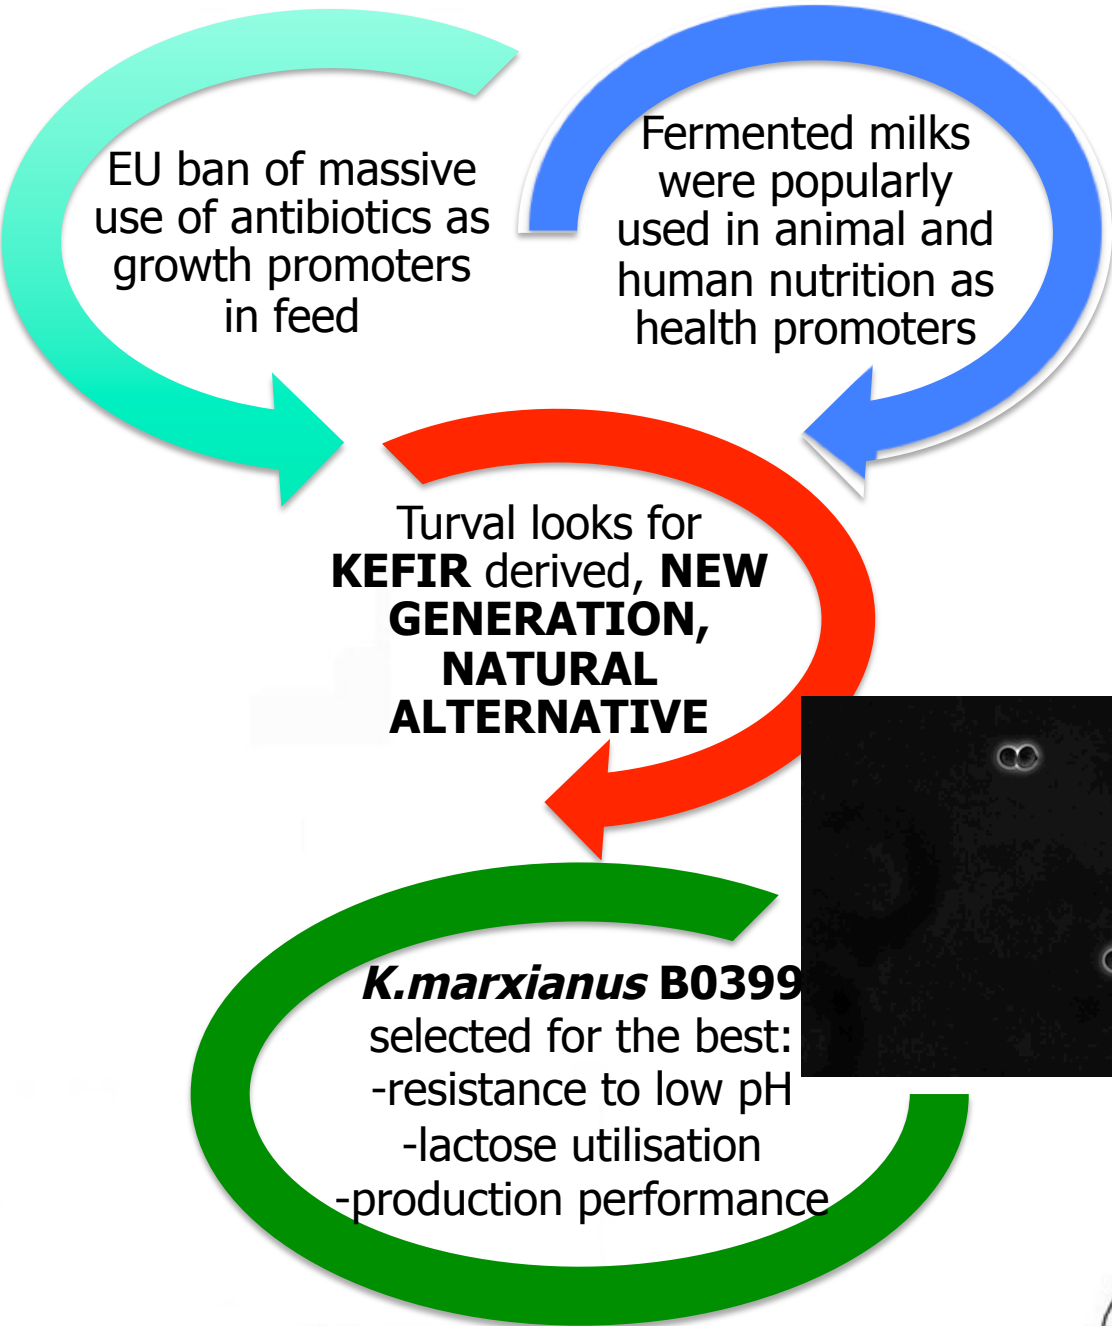 EU ban of massive
use of antibiotics as
growth promoters
in feed
Fermented milks
were popularly
used in animal and
human nutrition as
health promoters
Turval looks for
KEFIR derived, NEW
GENERATION,
NATURAL
ALTERNATIVE
K.marxianus B0399
selected for the best:
-resistance to low pH
-lactose utilisation
-production performance